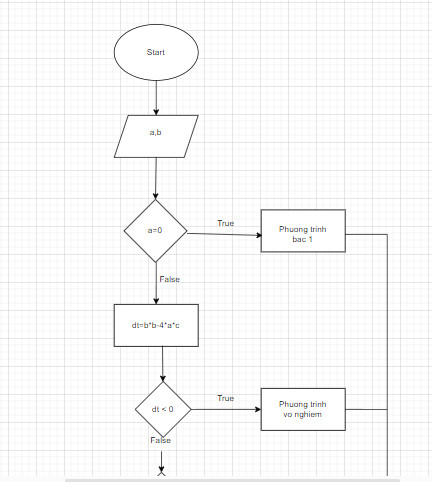 Start
a,b
a=0
True
Phuong trinh
bac 1
False
dt=b*b-4*a*c
dt < 0
True
Phuong trinh
vo nghiem
False